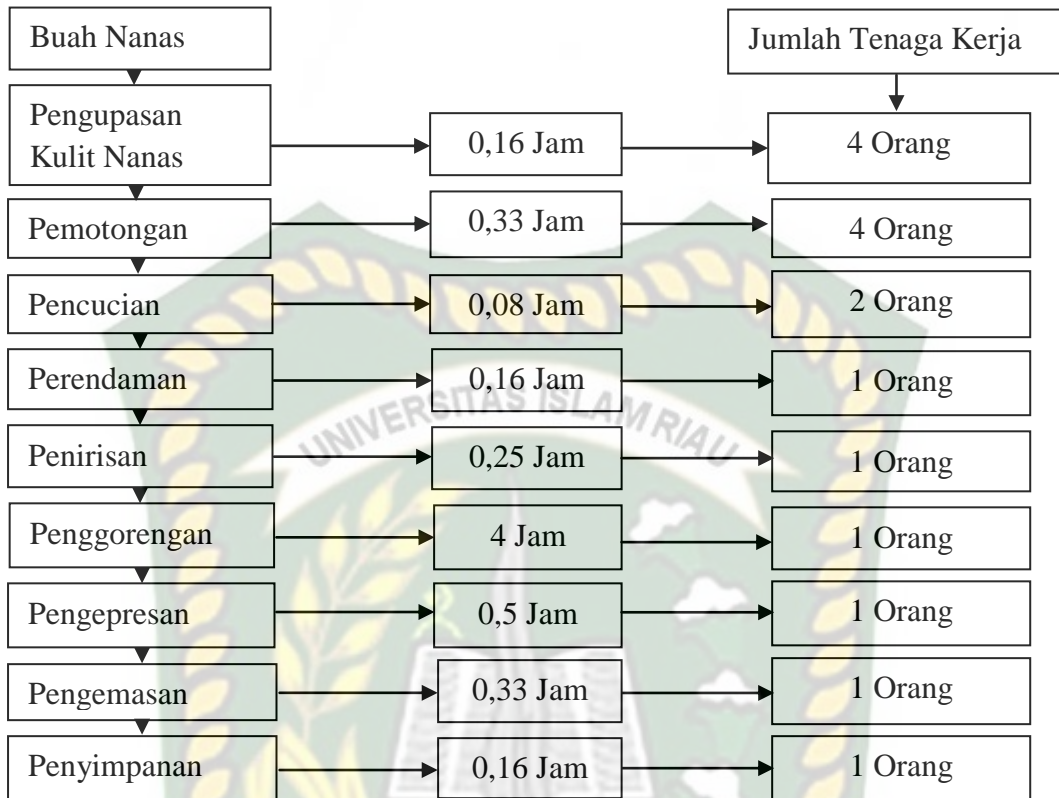 Buah Nanas
Jumlah Tenaga Kerja
Pengupasan
Kulit Nanas
0,16 Jam
4 Orang
Pemotongan
0,33 Jam
4 Orang
Pencucian
0,08 Jam
2 Orang
Perendaman
0,16 Jam
1 Orang
UNIVERSITAS ISLAM RIAU
Penirisan
0,25 Jam
1 Orang
Penggorengan
4 Jam
1 Orang
Pengepresan
0,5 Jam
1 Orang
Pengemasan
0,33 Jam
1 Orang
Penyimpanan
0,16 Jam
1 Orang